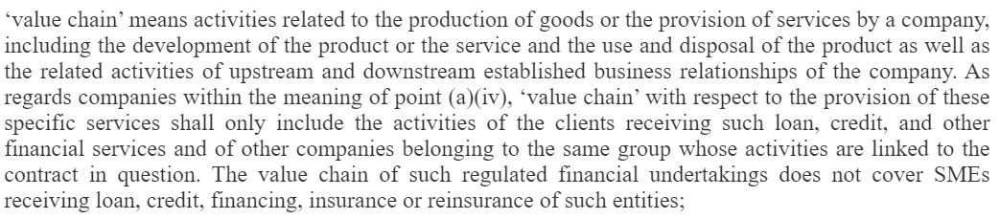 ‘value chain’ means activities related to the production of goods or the provision of services by a company,
including the development of the product or the service and the use and disposal of the product as well as
the related activities of upstream and downstream established business relationships of the company. As
regards companies within the meaning of point (a)(iv), ‘value chain’ with respect to the provision of these
specific services shall only include the activities of the clients receiving such loan, credit, and other
financial services and of other companies belonging to the same group whose activities are linked to the
contract in question. The value chain of such regulated financial undertakings does not cover SMEs
receiving loan, credit, financing, insurance or reinsurance of such entities;